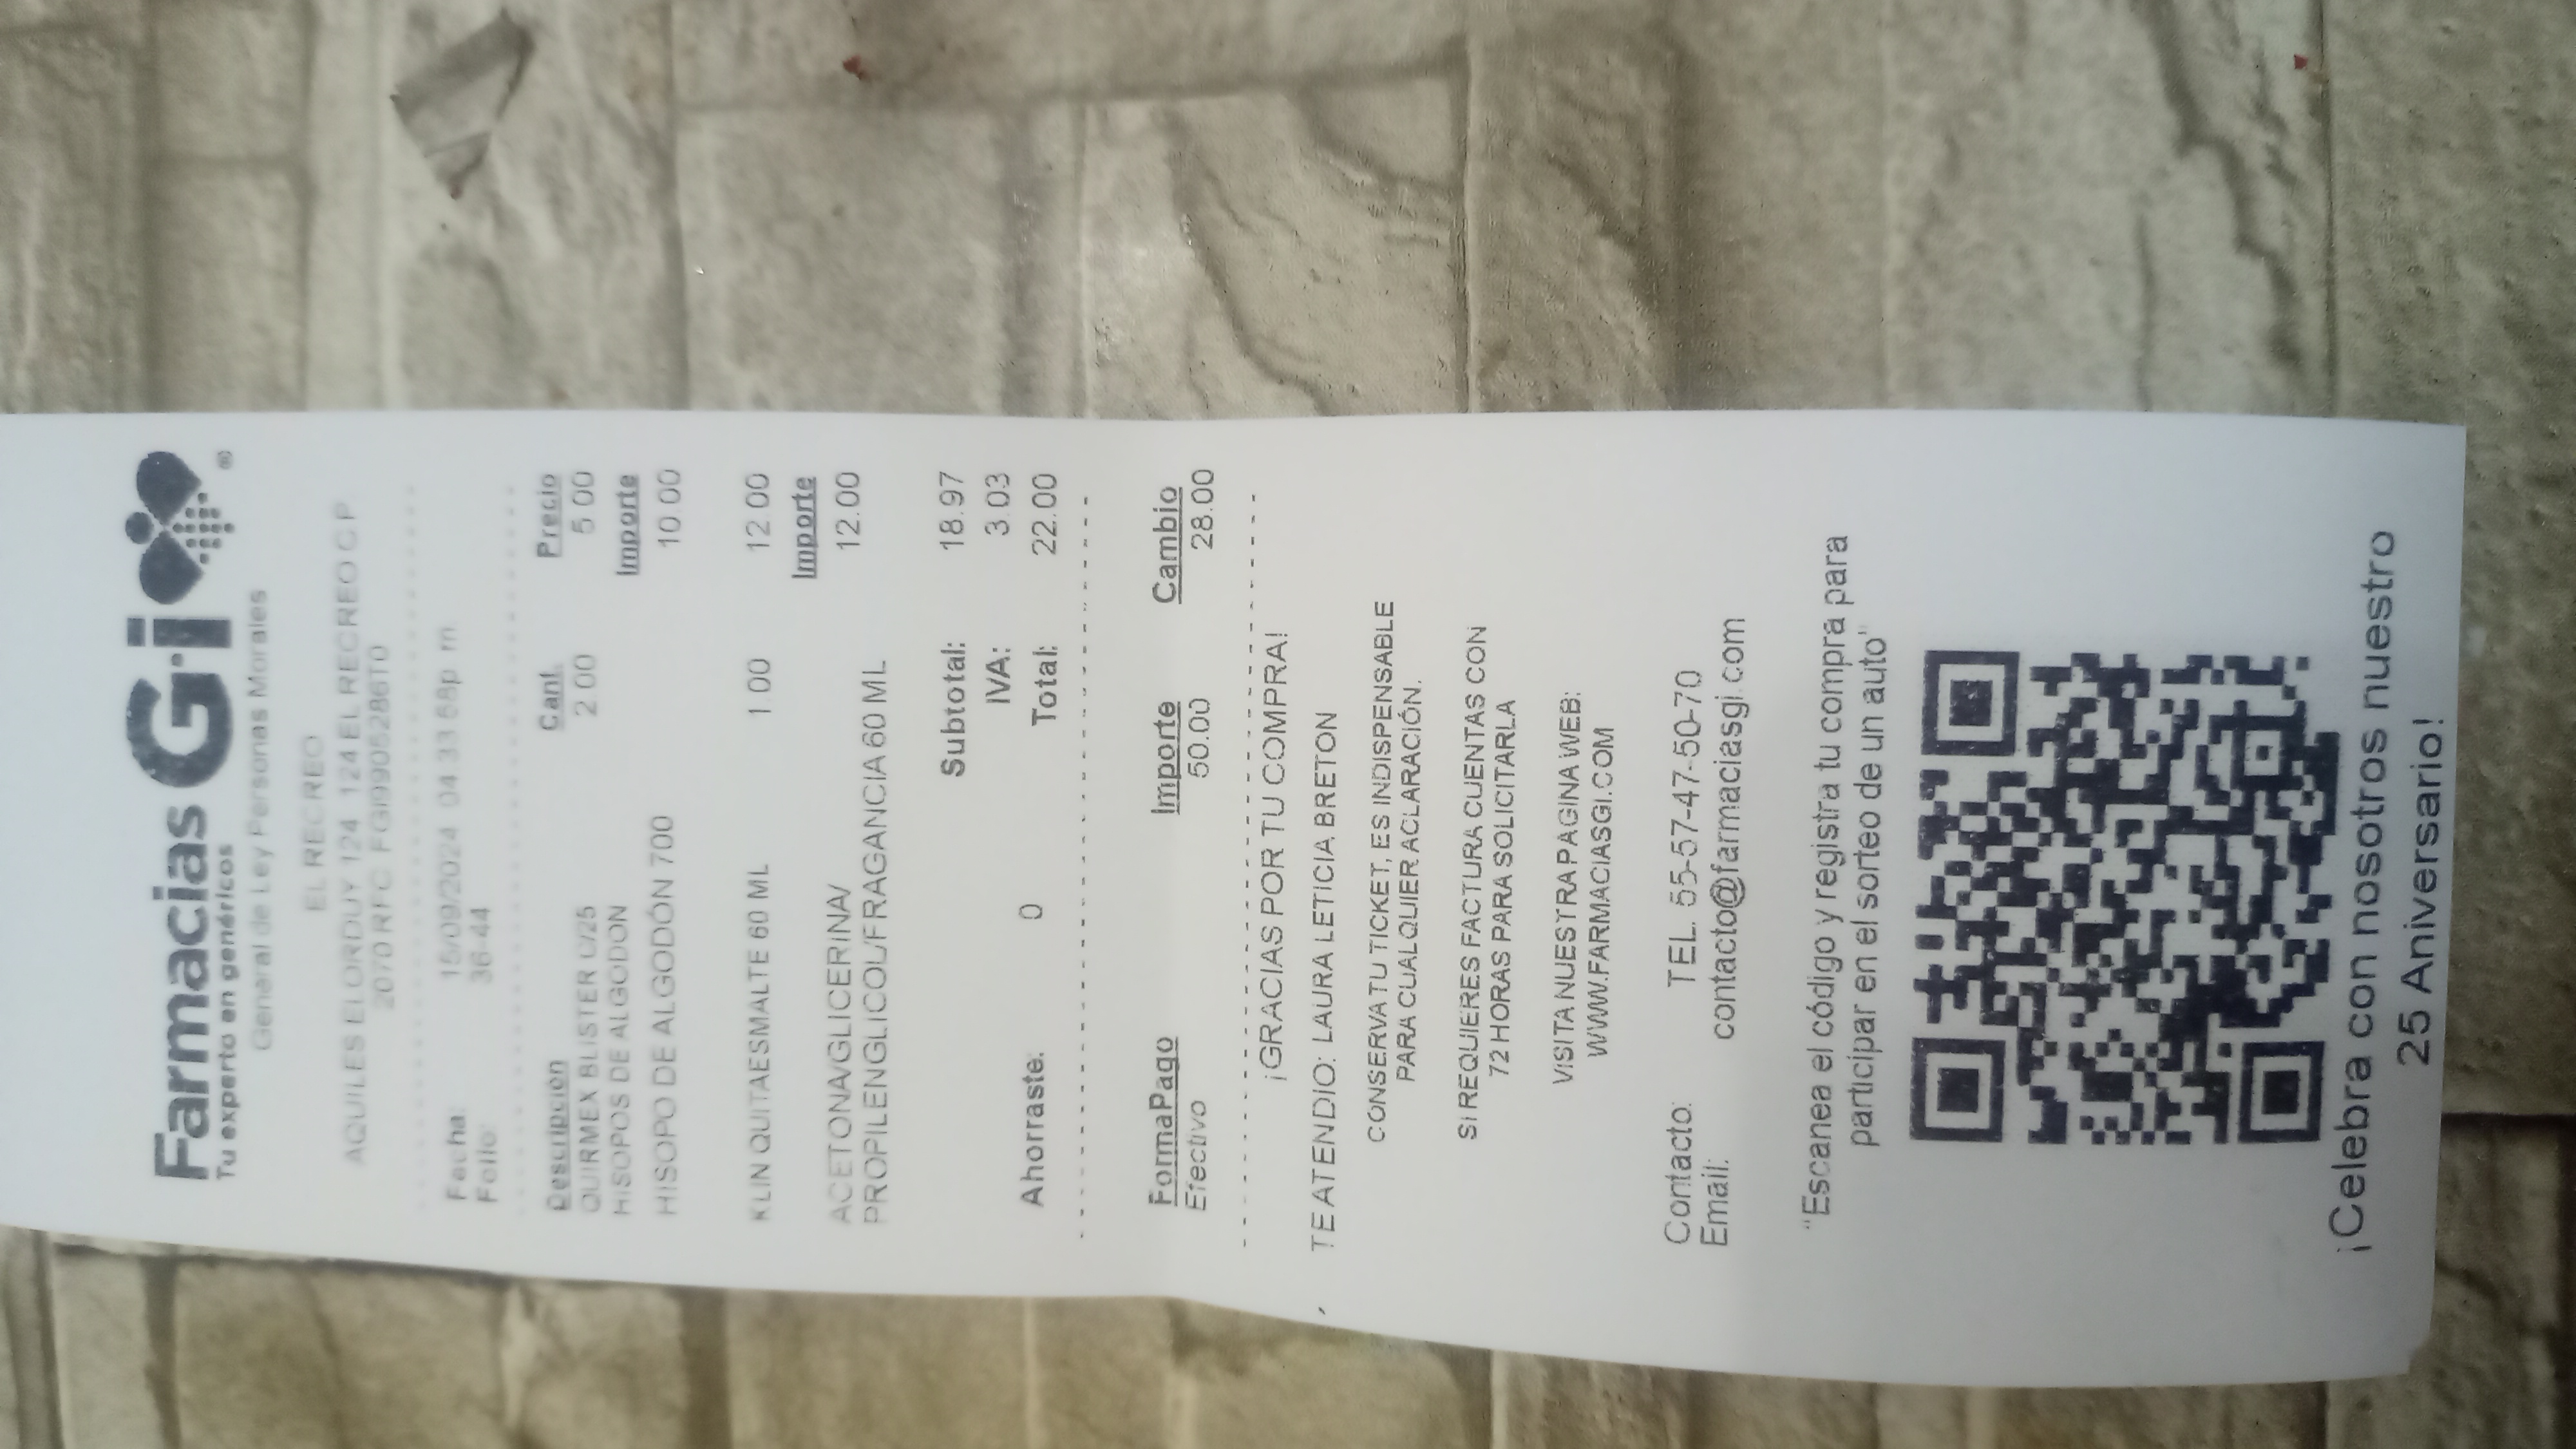 Farmacias Gi ®
Tu experto en genéricos
General de Ley Personas Morales
EL RECREO
AQUILES ELORDUY 124 124 EL RECREO C.P.
2070 RFC FGI9905286T0
Fecha: 15/09/2024 04:33 p m
Folio: 36-44
Descripción Cant. Precio
QUIRMEX BLISTER C/25 2.00 5.00
HISOPOS DE ALGODON Importe
HISOPO DE ALGODÓN 700 10.00
KLIN QUITAESMALTE 60 ML 1.00 12.00
Importe
ACETONA/GLICERINA/ 12.00
PROPILENGLICOL/FRAGANCIA 60 ML
Subtotal: 18.97
IVA: 3.03
Ahorraste: 0 Total: 22.00
FormaPago Importe Cambio
Efectivo 50.00 28.00
¡GRACIAS POR TU COMPRA!
TE ATENDIO: LAURA LETICIA BRETON
CONSERVA TU TICKET, ES INDISPENSABLE
PARA CUALQUIER ACLARACIÓN.
SI REQUIERES FACTURA CUENTAS CON
72 HORAS PARA SOLICITARLA
VISITA NUESTRA PAGINA WEB:
WWW.FARMACIASGI.COM
Contacto: TEL. 55-57-47-50-70
Email: contacto@farmaciasgi.com
"Escanea el código y registra tu compra para
participar en el sorteo de un auto"
¡Celebra con nosotros nuestro
25 Aniversario!